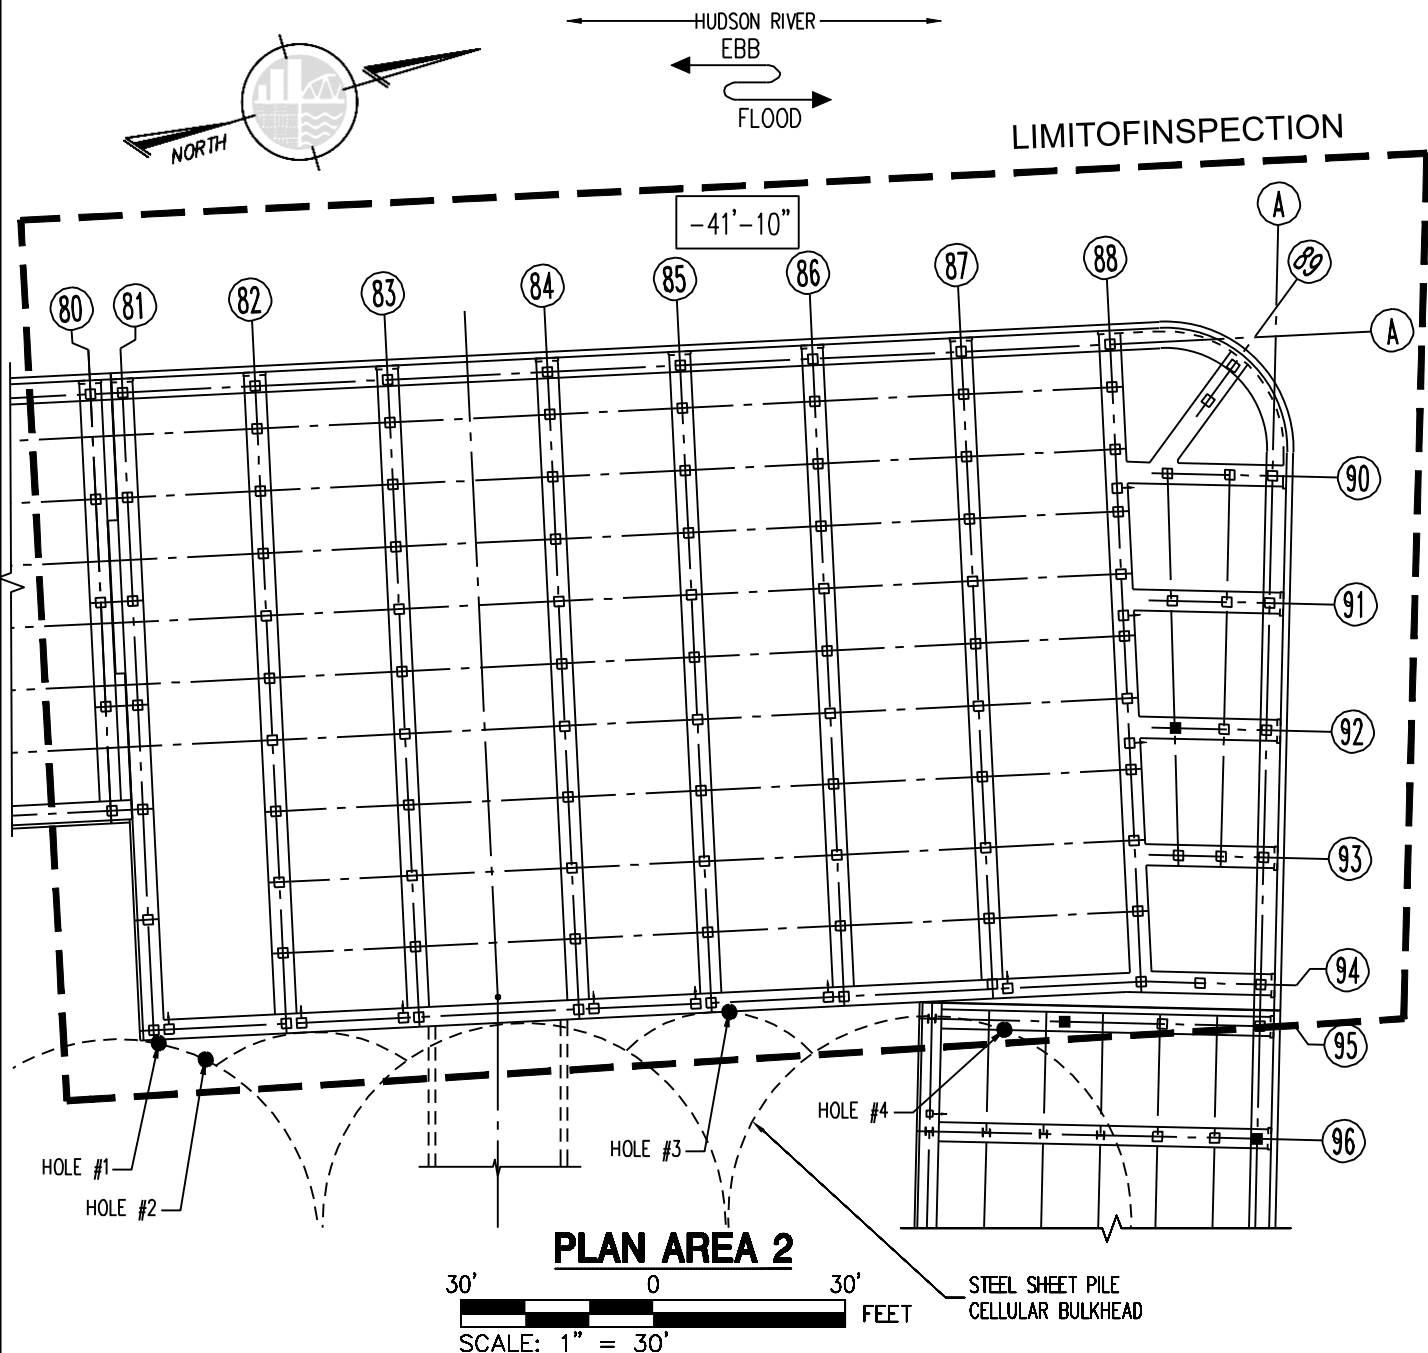 HUDSON RIVER
EBB
FLOOD
NORTH
LIMITOFINSPECTION
-41'-10"
A
89
80
81
82
83
84
85
86
87
88
A
90
91
92
93
94
95
96
HOLE #1
HOLE #2
HOLE #3
HOLE #4
PLAN AREA 2
30' 0 30'
FEET
SCALE: 1" = 30'
STEEL SHEET PILE
CELLULAR BULKHEAD